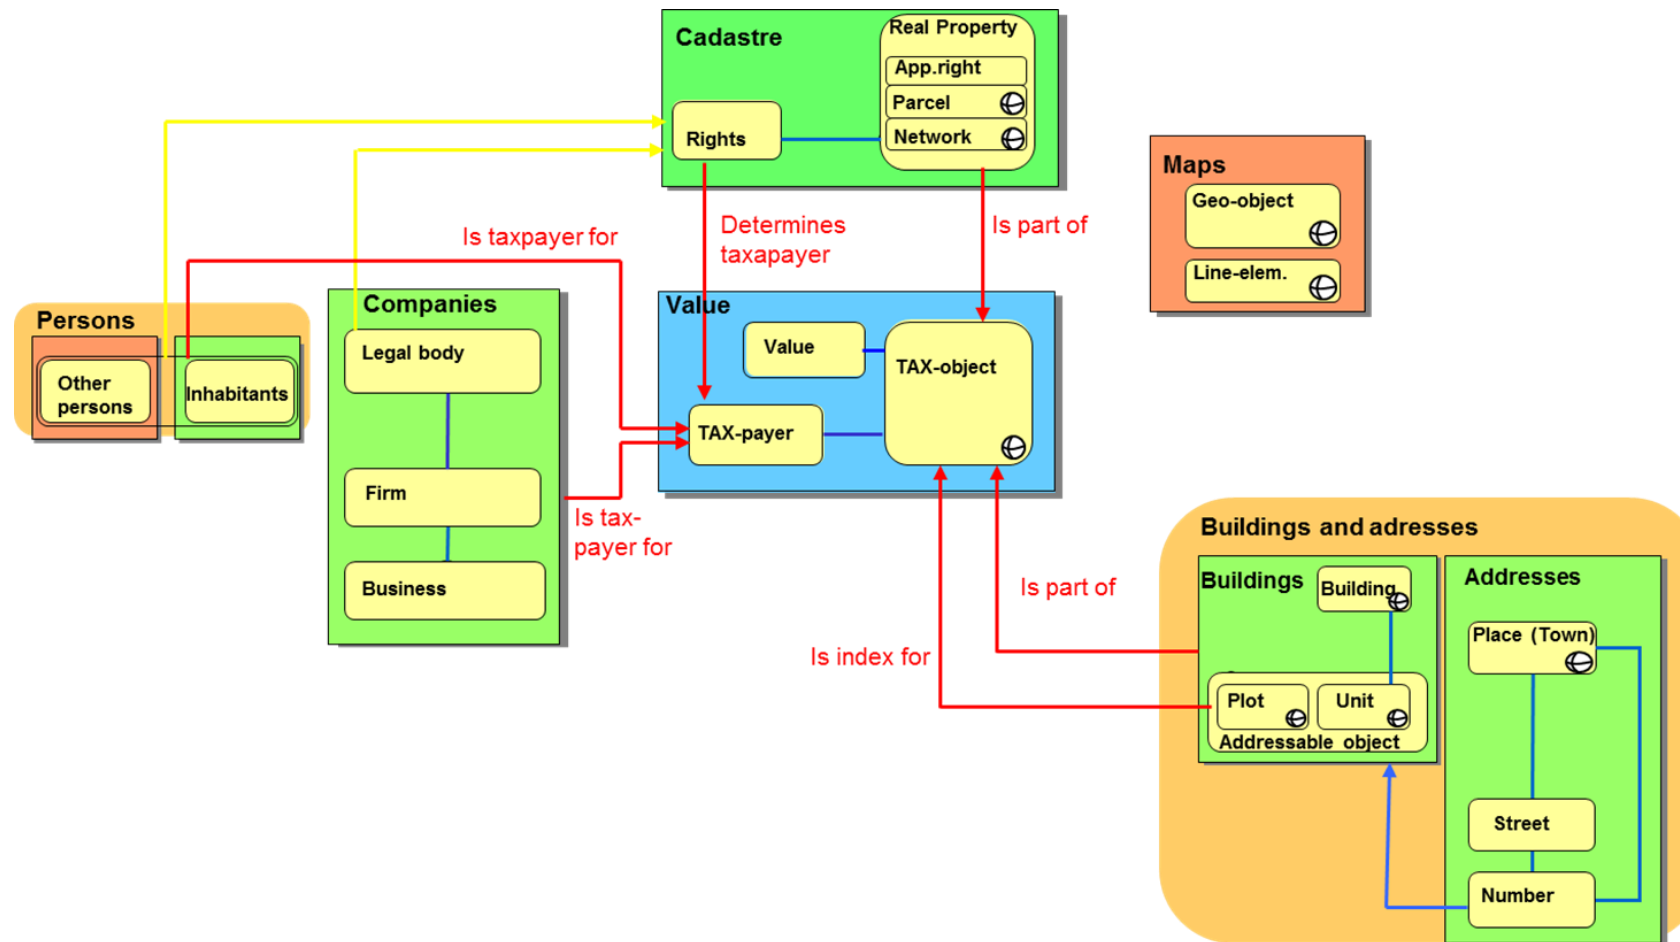 Cadastre
Real Property
App.right
Parcel
Network
Rights
Maps
Geo-object
Line-elem.
Is taxpayer for
Determines
taxapayer
Is part of
Persons
Other
persons
Inhabitants
Companies
Legal body
Firm
Business
Value
Value
TAX-object
TAX-payer
Is tax-
payer for
Is part of
Is index for
Buildings and adresses
Buildings
Building
Plot
Unit
Addressable object
Addresses
Place (Town)
Street
Number